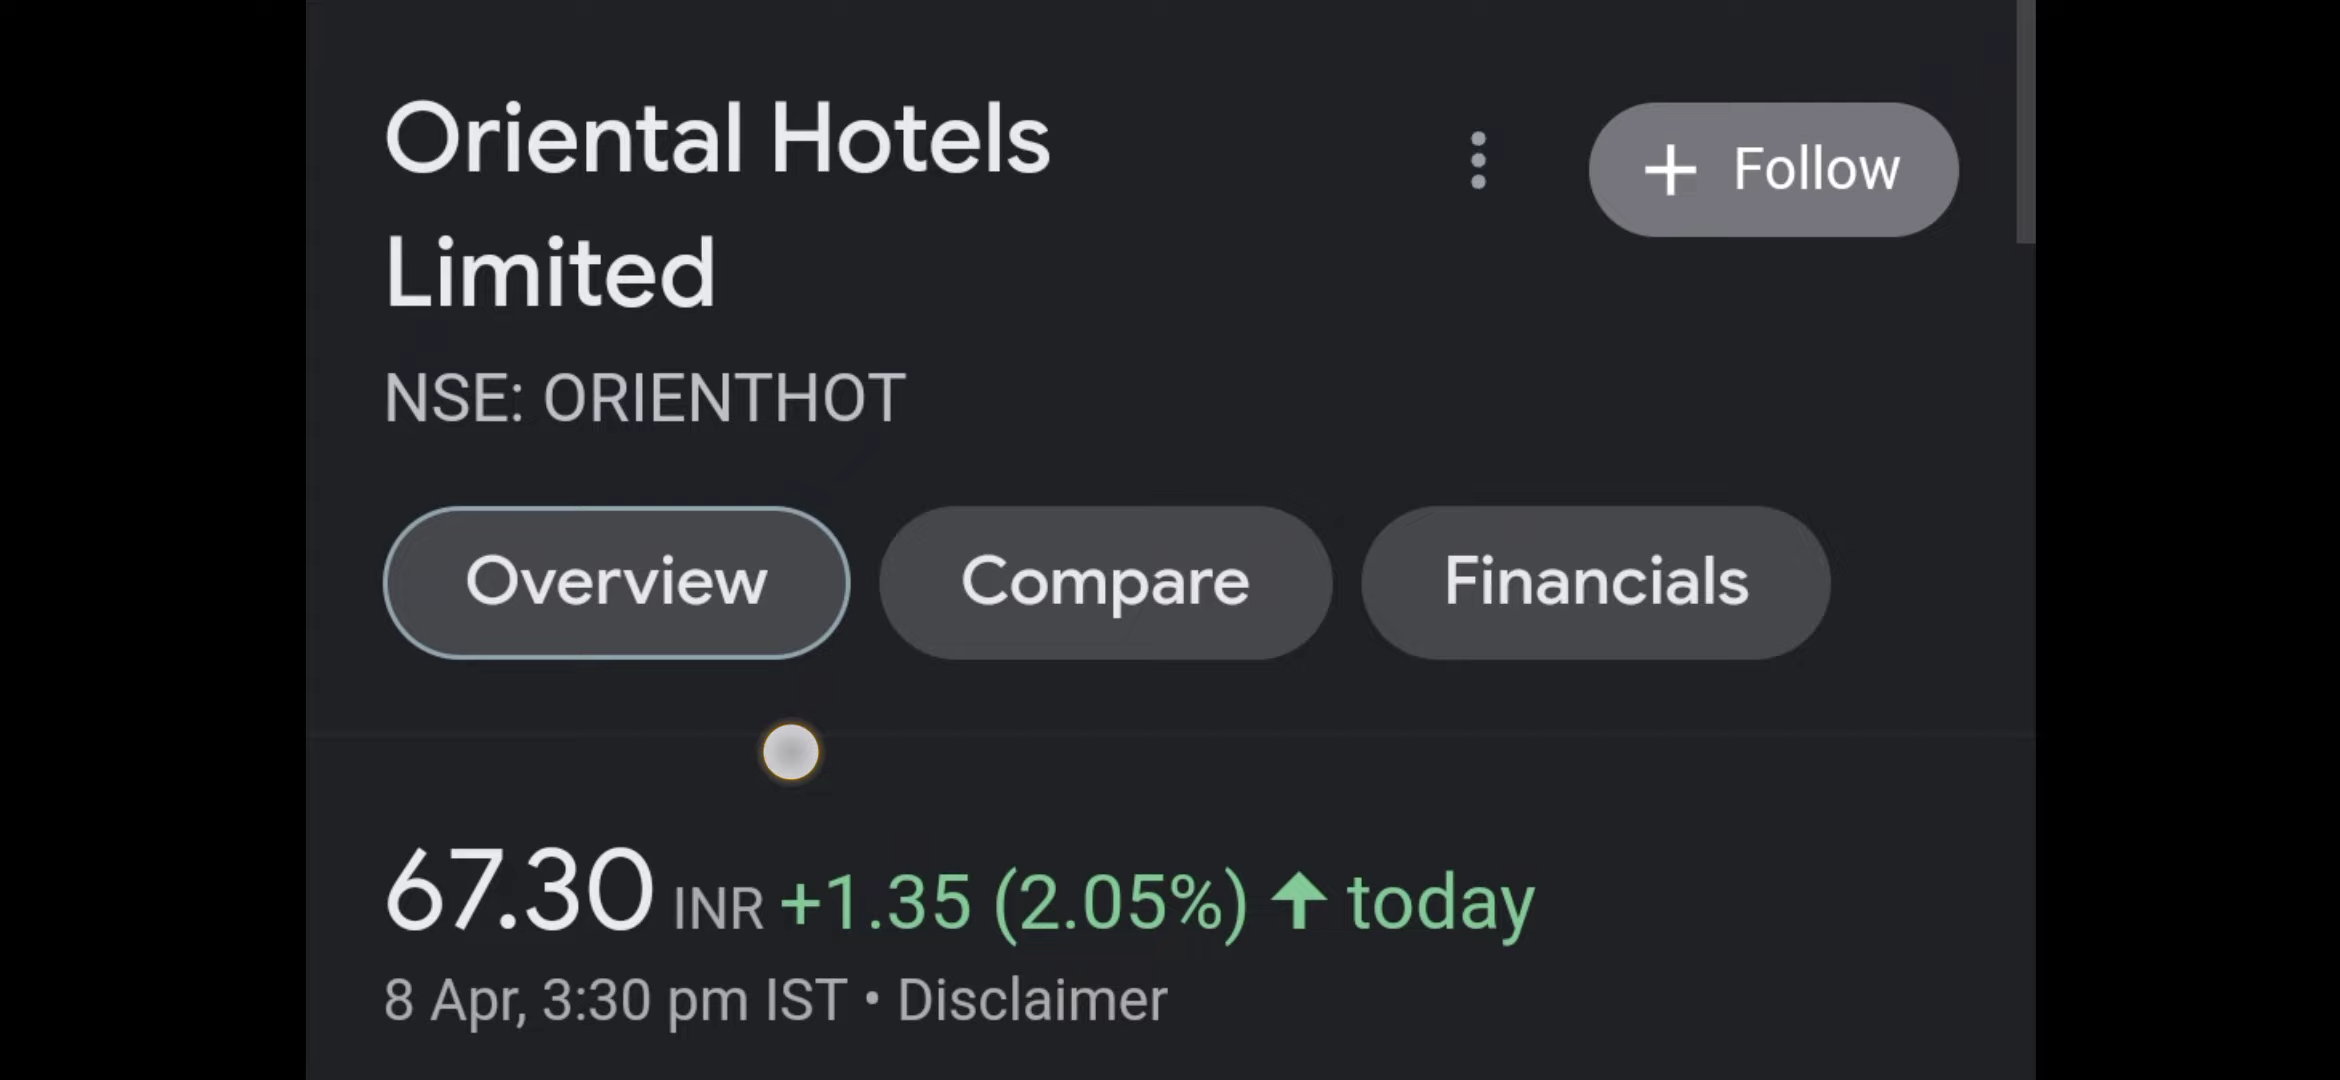 Oriental Hotels
Limited
+ Follow
NSE: ORIENTHOT
Overview Compare Financials
67.30 INR +1.35 (2.05%) ↑ today
8 Apr, 3:30 pm IST • Disclaimer